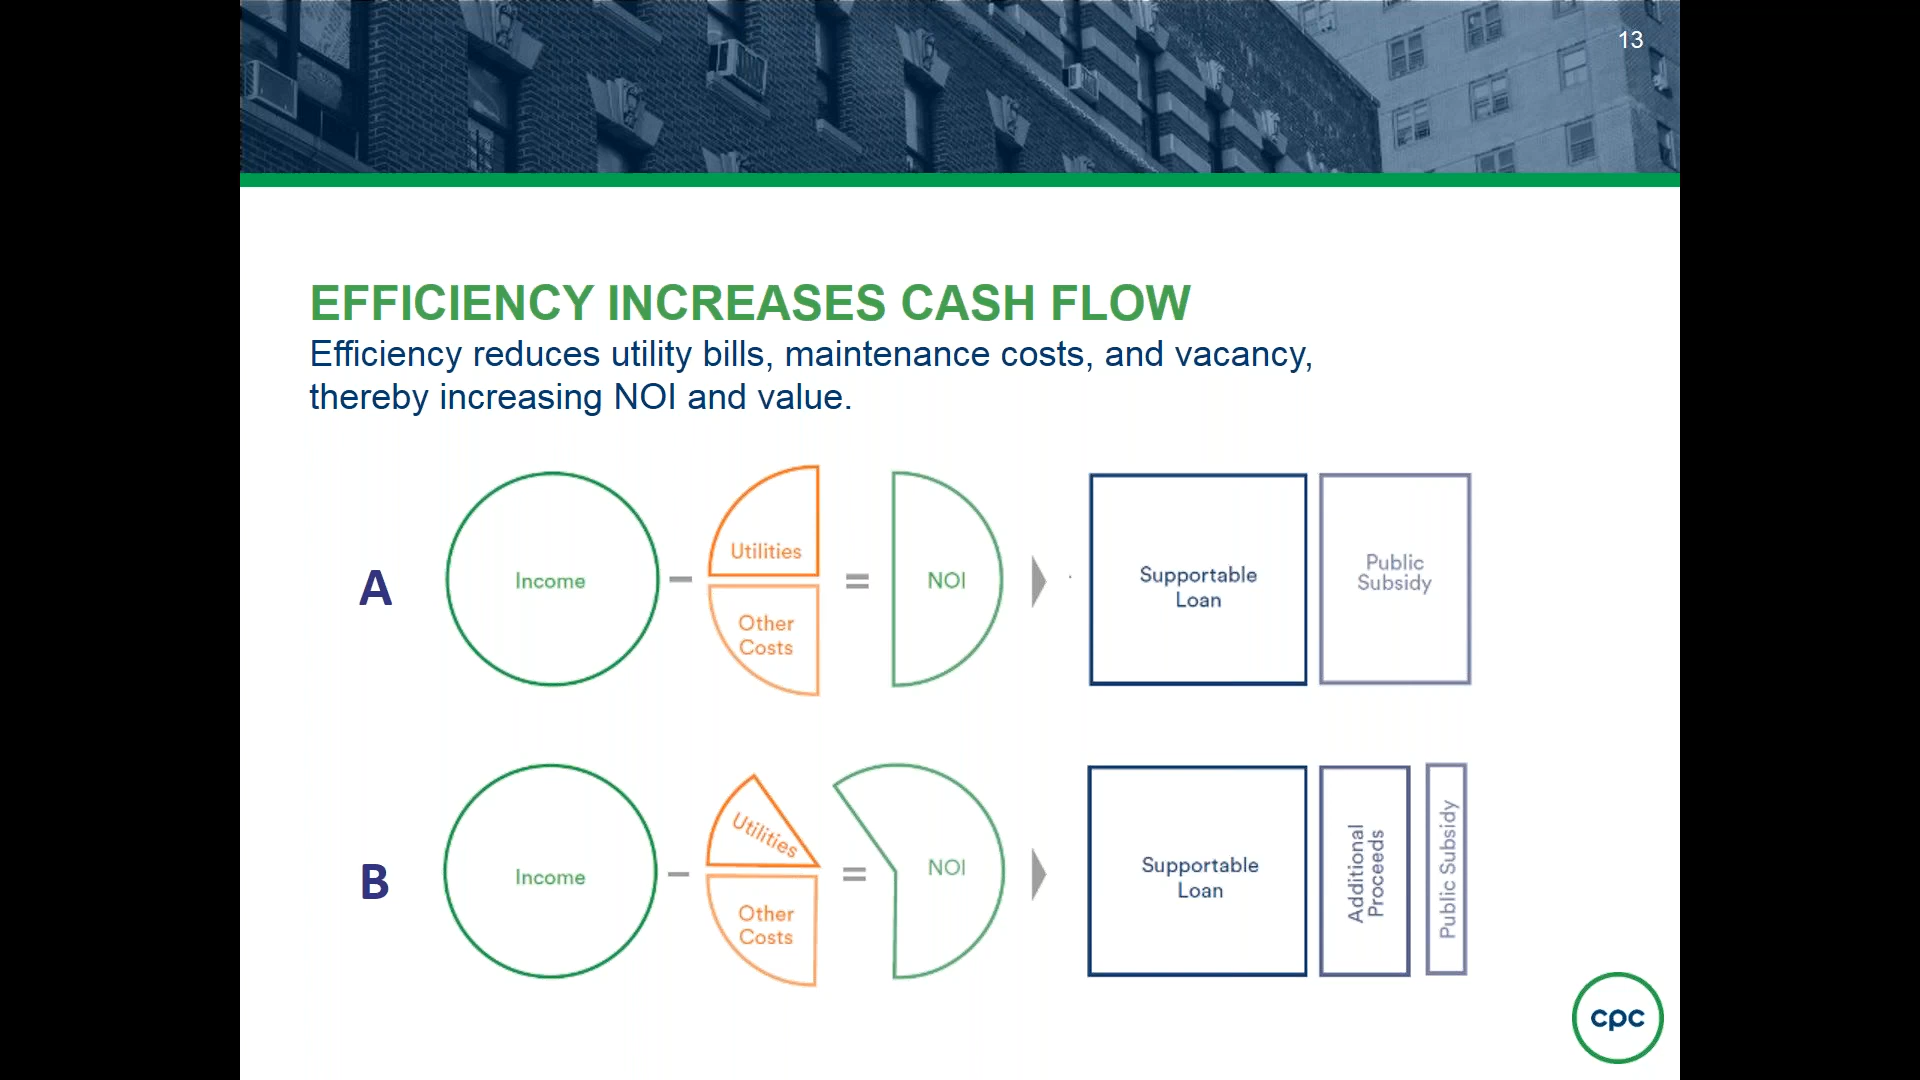 13
EFFICIENCY INCREASES CASH FLOW
Efficiency reduces utility bills, maintenance costs, and vacancy,
thereby increasing NOI and value.
A
Income
Utilities
Other
Costs
=
NOI
Supportable
Loan
Public
Subsidy
B
Income
Utilities
Other
Costs
=
NOI
Supportable
Loan
Additional
Proceeds
Public Subsidy
cpc